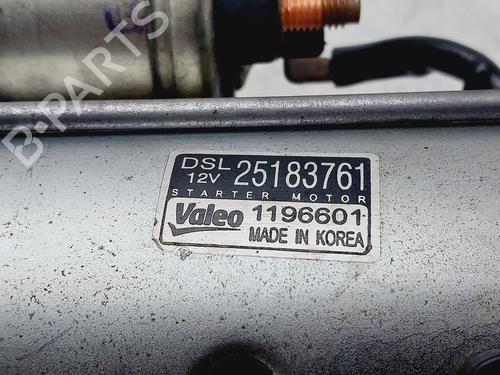 B-PARTS
DSL
12V 25183761
STARTER MOTOR
Valeo 1196601
MADE IN KOREA